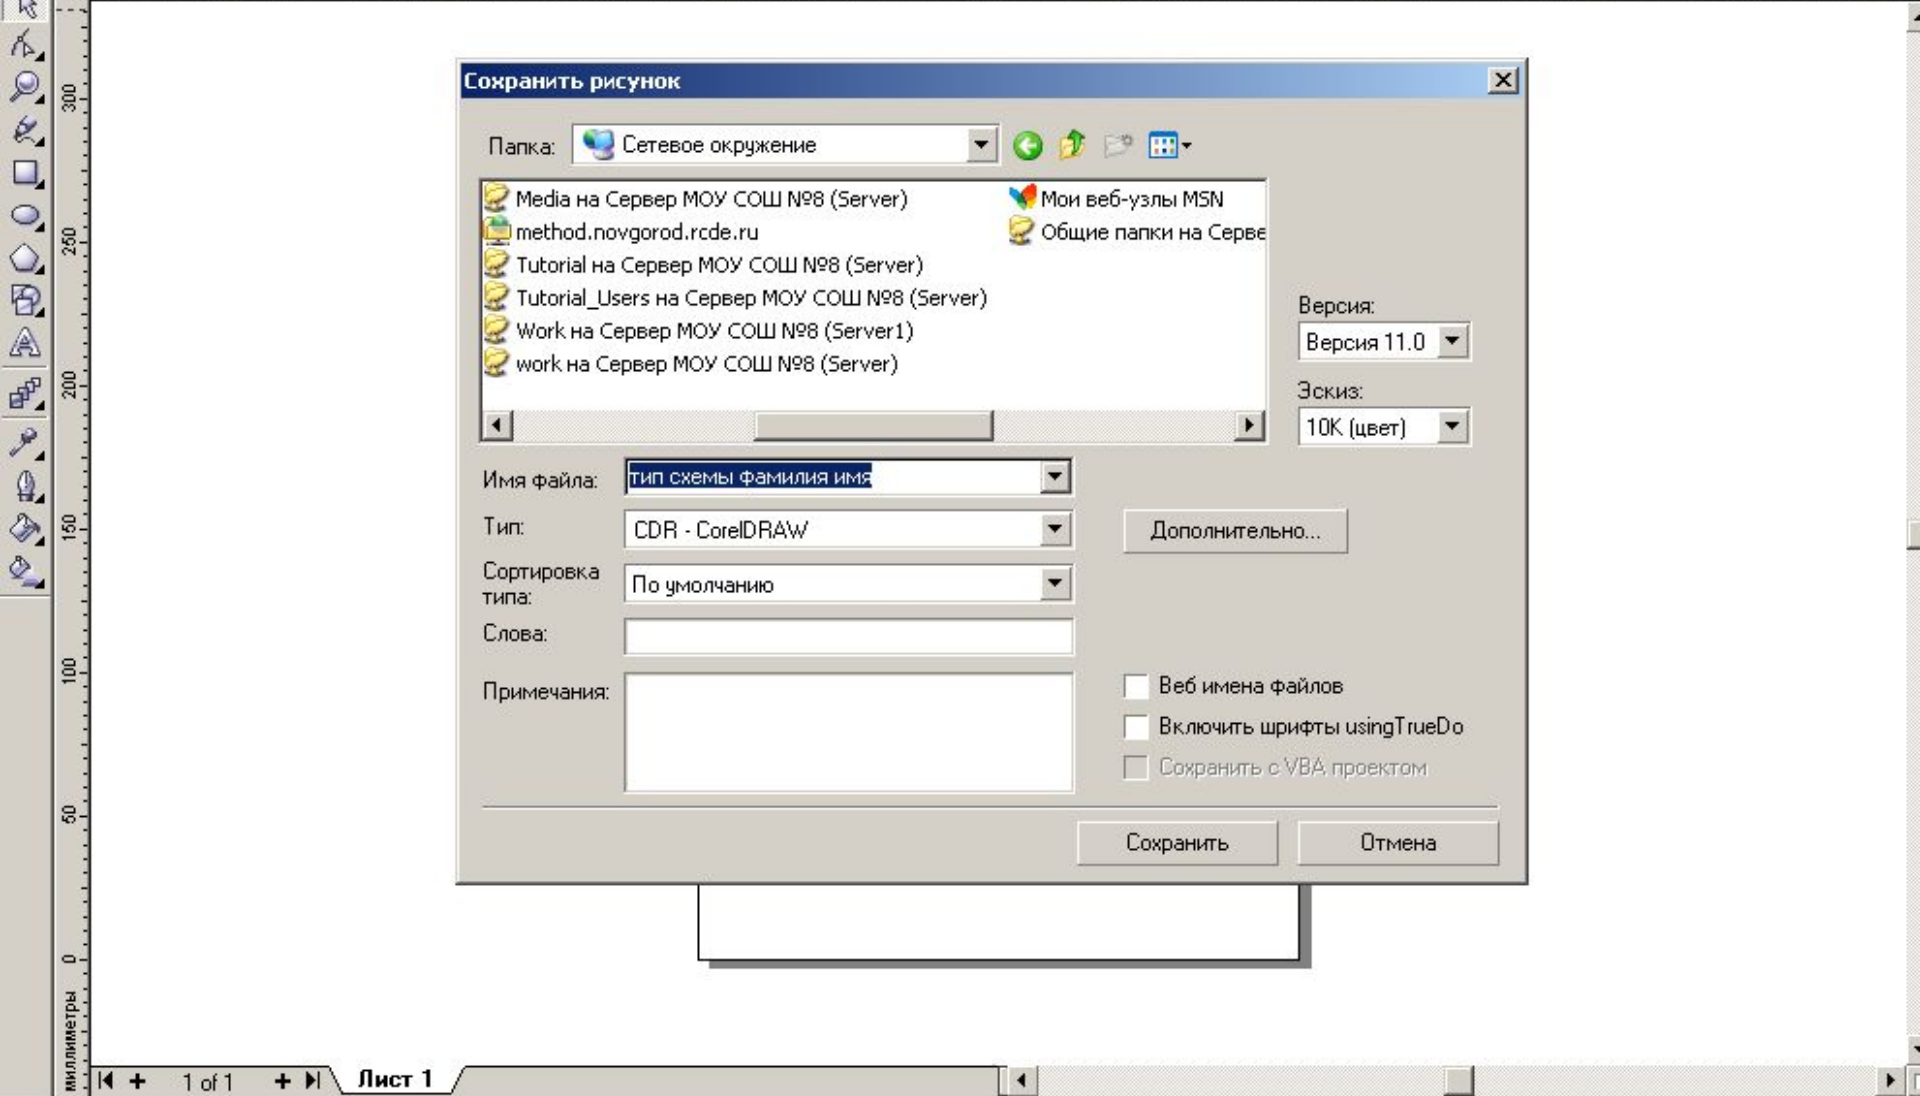 Сохранить рисунок
Папка: Сетевое окружение
Media на Сервер МОУ СОШ №8 (Server)
method.novgorod.rcde.ru
Tutorial на Сервер МОУ СОШ №8 (Server)
Tutorial_Users на Сервер МОУ СОШ №8 (Server)
Work на Сервер МОУ СОШ №8 (Server1)
work на Сервер МОУ СОШ №8 (Server)
Мои веб-узлы MSN
Общие папки на Серве
Версия:
Версия 11.0
Эскиз:
10K (цвет)
Имя файла: тип схемы фамилия имя
Тип: CDR - CorelDRAW
Дополнительно...
Сортировка
типа: По умолчанию
Слова:
Примечания:
Веб имена файлов
Включить шрифты usingTrueDo
Сохранить с VBA проектом
Сохранить Отмена
300
250
200
150
100
50
0
миллиметры
1 of 1 Лист 1